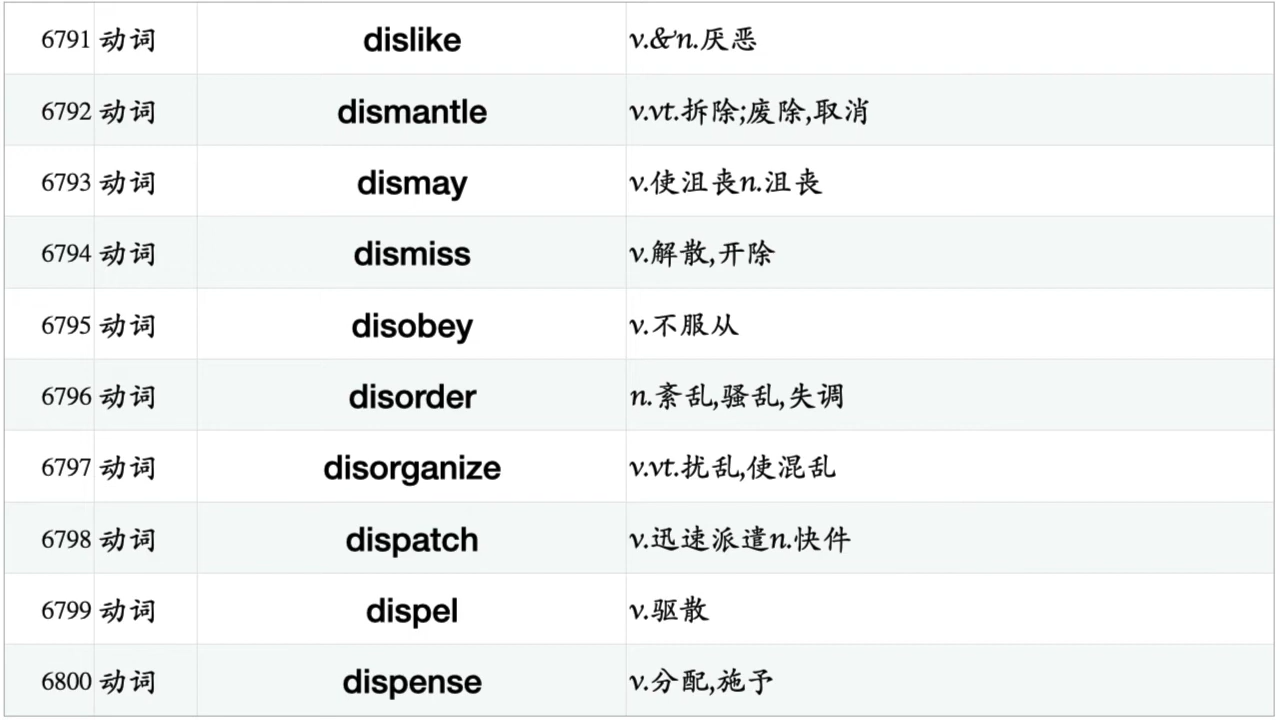 6791 动词 dislike v.&n.厌恶
6792 动词 dismantle v.vt.拆除;废除,取消
6793 动词 dismay v.使沮丧n.沮丧
6794 动词 dismiss v.解散,开除
6795 动词 disobey v.不服从
6796 动词 disorder n.紊乱,骚乱,失调
6797 动词 disorganize v.vt.扰乱,使混乱
6798 动词 dispatch v.迅速派遣n.快件
6799 动词 dispel v.驱散
6800 动词 dispense v.分配,施予